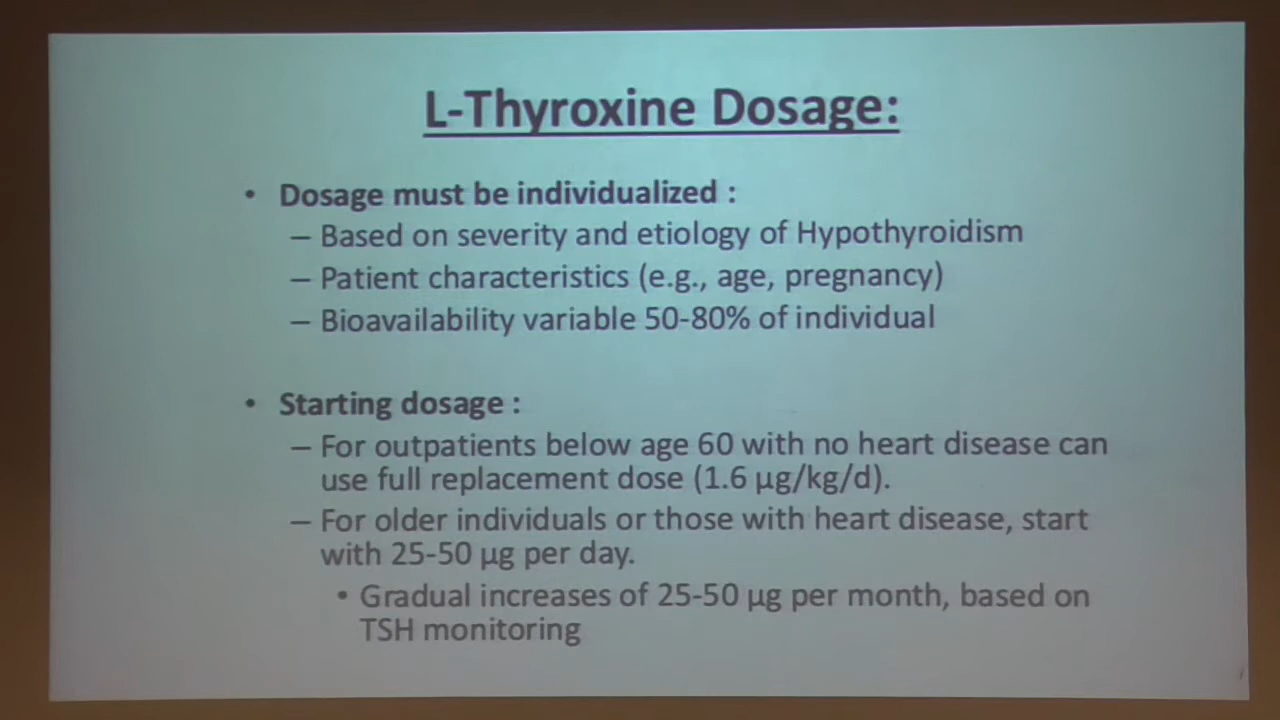 L-Thyroxine Dosage:
• Dosage must be individualized :
– Based on severity and etiology of Hypothyroidism
– Patient characteristics (e.g., age, pregnancy)
– Bioavailability variable 50-80% of individual
• Starting dosage :
– For outpatients below age 60 with no heart disease can
use full replacement dose (1.6 µg/kg/d).
– For older individuals or those with heart disease, start
with 25-50 µg per day.
• Gradual increases of 25-50 µg per month, based on
TSH monitoring